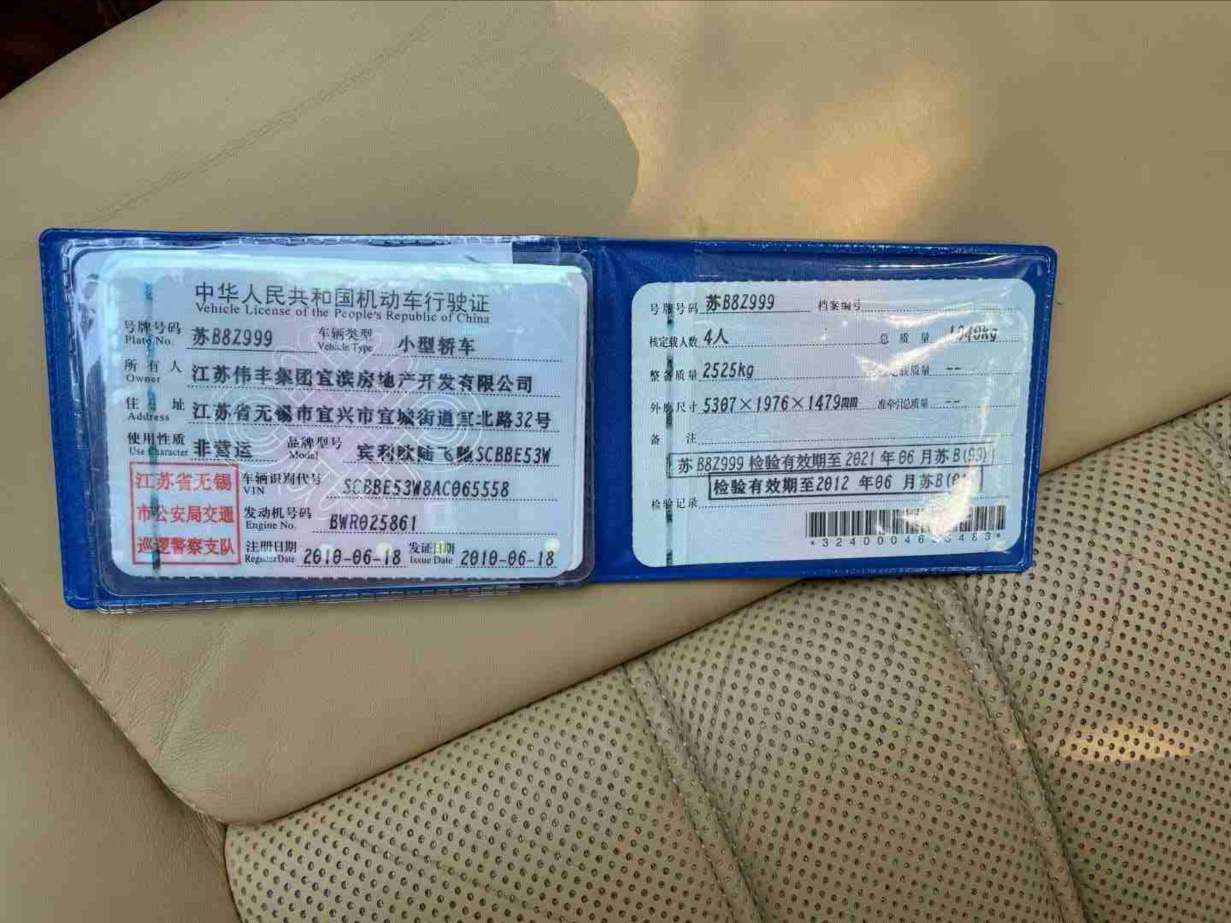 中华人民共和国机动车行驶证
Vehicle License of the People's Republic of China
号牌号码 苏B8Z999 车辆类型 小型轿车
Plate No. Vehicle Type
所有人 江苏伟丰集团宜滨房地产开发有限公司
Owner
住址 江苏省无锡市宜兴市宜城街道宜北路32号
Address
使用性质 非营运 品牌型号 宾利欧陆飞驰SCBBE53W
Use Character Model
江苏省无锡
市公安局交通
巡逻警察支队
车辆识别代号 SCBBE53W8AC065558
VIN
发动机号码 BWR025861
Engine No.
注册日期 2010-06-18 发证日期 2010-06-18
Register Date Issue Date
号牌号码 苏B8Z999 档案编号
核定载人数 4人 总质量
整备质量 2525kg 质量 --
外廓尺寸 5307×1976×1479mm 准牵引总质量 --
备注
苏B8Z999 检验有效期至2021年06月苏B(99)
检验有效期至2012年06月苏B
检验记录